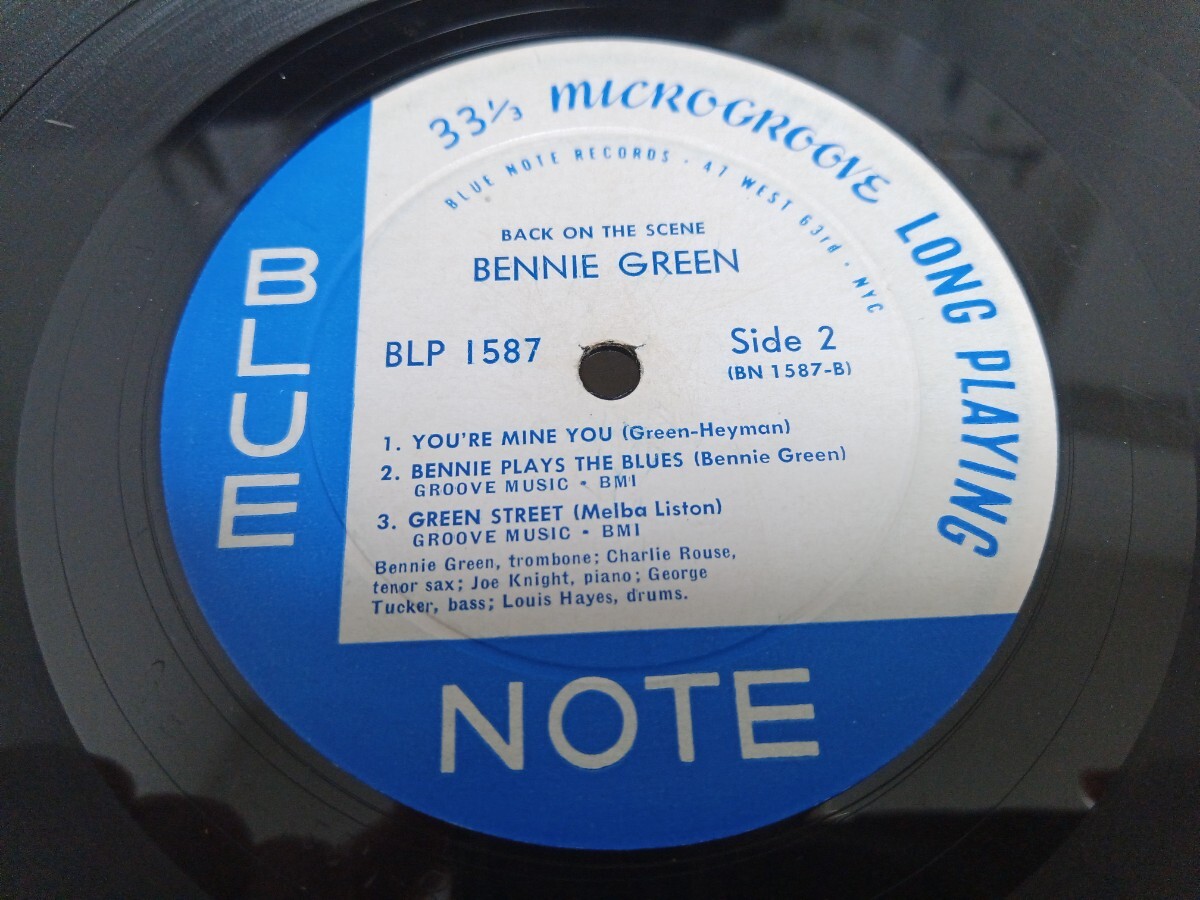 33⅓ MICROGROOVE LONG PLAYING
BLUE NOTE RECORDS · 47 WEST 63rd · NYC
BACK ON THE SCENE
BENNIE GREEN
BLP 1587
Side 2
(BN 1587-B)
1. YOU'RE MINE YOU (Green-Heyman)
2. BENNIE PLAYS THE BLUES (Bennie Green)
GROOVE MUSIC • BMI
3. GREEN STREET (Melba Liston)
GROOVE MUSIC • BMI
Bennie Green, trombone; Charlie Rouse,
tenor sax; Joe Knight, piano; George
Tucker, bass; Louis Hayes, drums.
BLUE
NOTE